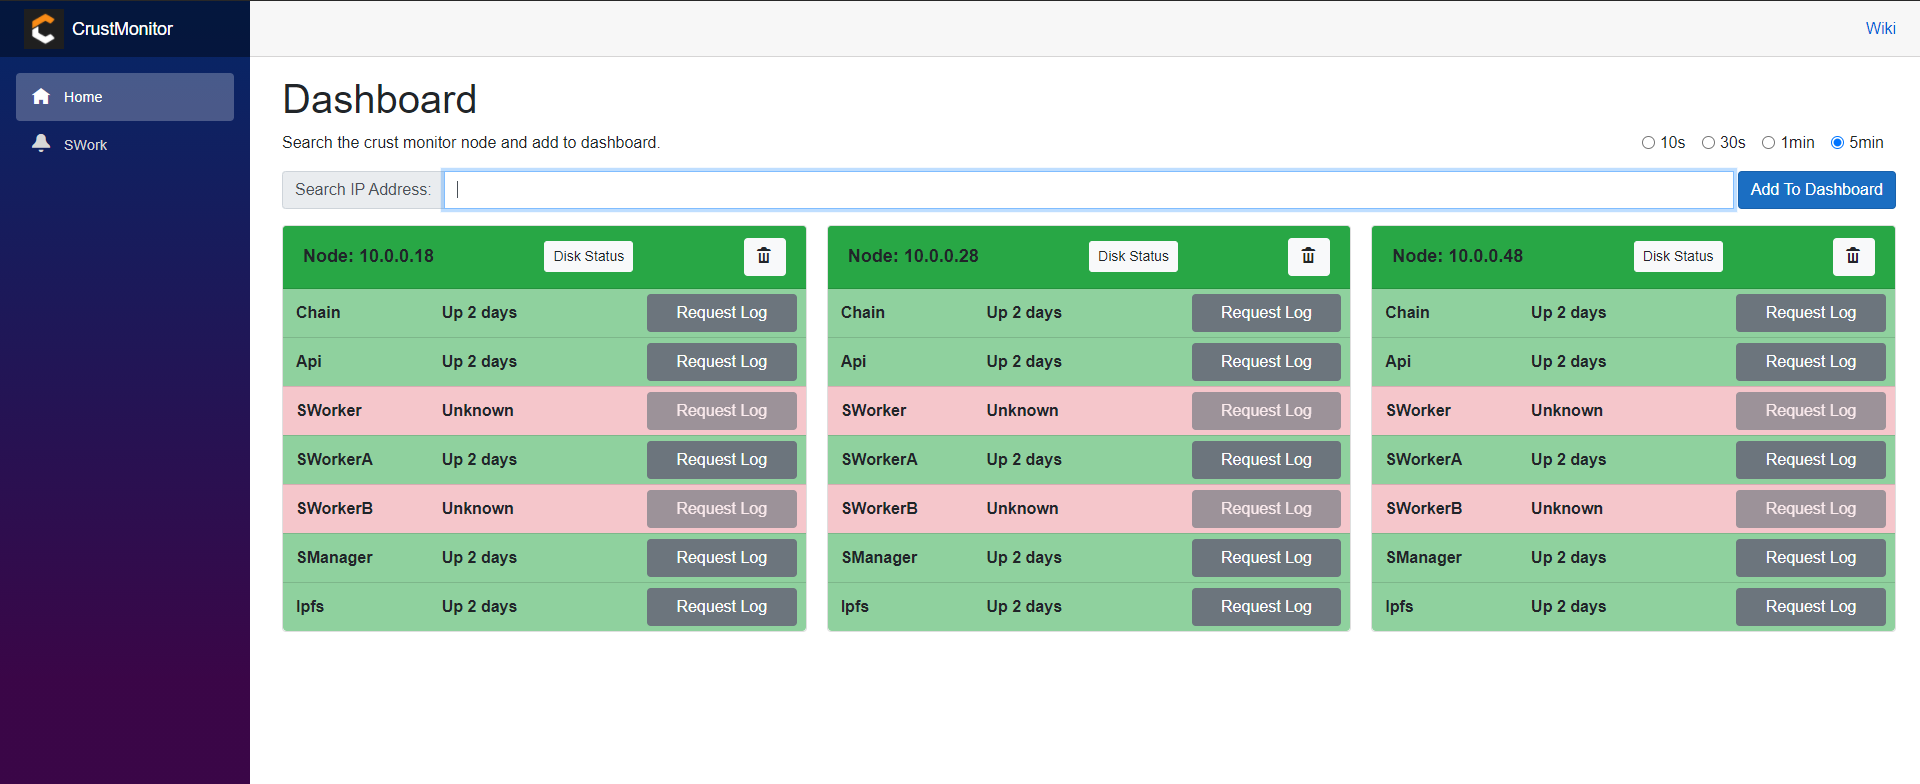 CrustMonitor
Wiki
Home
SWork
Dashboard
Search the crust monitor node and add to dashboard.
10s 30s 1min 5min
Search IP Address: Add To Dashboard
Node: 10.0.0.18 Disk Status
Chain Up 2 days Request Log
Api Up 2 days Request Log
SWorker Unknown Request Log
SWorkerA Up 2 days Request Log
SWorkerB Unknown Request Log
SManager Up 2 days Request Log
Ipfs Up 2 days Request Log
Node: 10.0.0.28 Disk Status
Chain Up 2 days Request Log
Api Up 2 days Request Log
SWorker Unknown Request Log
SWorkerA Up 2 days Request Log
SWorkerB Unknown Request Log
SManager Up 2 days Request Log
Ipfs Up 2 days Request Log
Node: 10.0.0.48 Disk Status
Chain Up 2 days Request Log
Api Up 2 days Request Log
SWorker Unknown Request Log
SWorkerA Up 2 days Request Log
SWorkerB Unknown Request Log
SManager Up 2 days Request Log
Ipfs Up 2 days Request Log